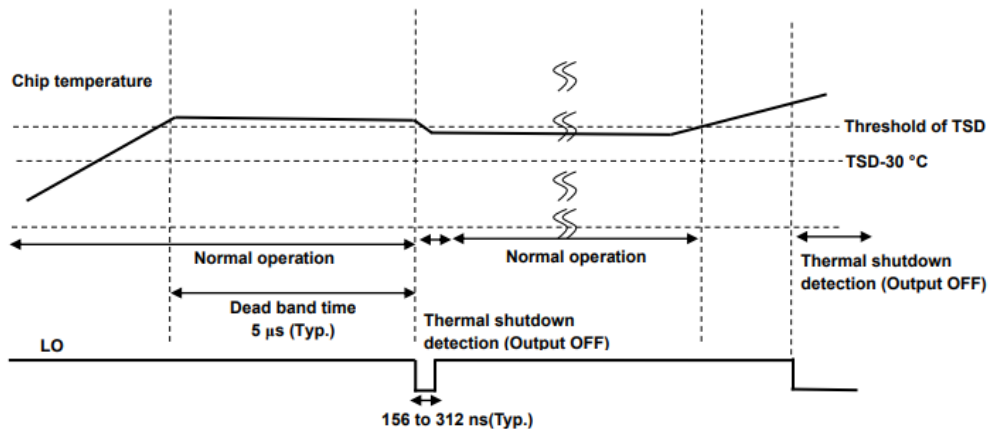 Chip temperature
Threshold of TSD
TSD-30 °C
Normal operation
Normal operation
Thermal shutdown
detection (Output OFF)
Dead band time
5 μs (Typ.)
Thermal shutdown
detection (Output OFF)
LO
156 to 312 ns(Typ.)